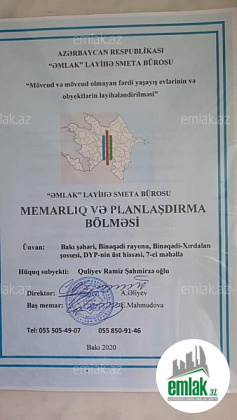 AZƏRBAYCAN RESPUBLİKASI
"ƏMLAK" LAYİHƏ SMETA BÜROSU
"Mövcud və mövcud olmayan fərdi yaşayış evlərinin və
obyektlərin layihələndirilməsi"
emlak.az
"ƏMLAK" LAYİHƏ SMETA BÜROSU
MEMARLIQ VƏ PLANLAŞDIRMA
BÖLMƏSİ
Ünvan: Bakı şəhəri, Binəqədi rayonu, Binəqədi-Xırdalan
şossesi, DYP-nin üst hissəsi, 7-ci məhəllə
Hüquq subyekti: Quliyev Ramiz Şahmirzə oğlu
Direktor: A.Əliyev
Baş memar: E.Mahmudova
Tel: 055 505-49-07 055 850-91-46
Bakı 2020
emlak.az